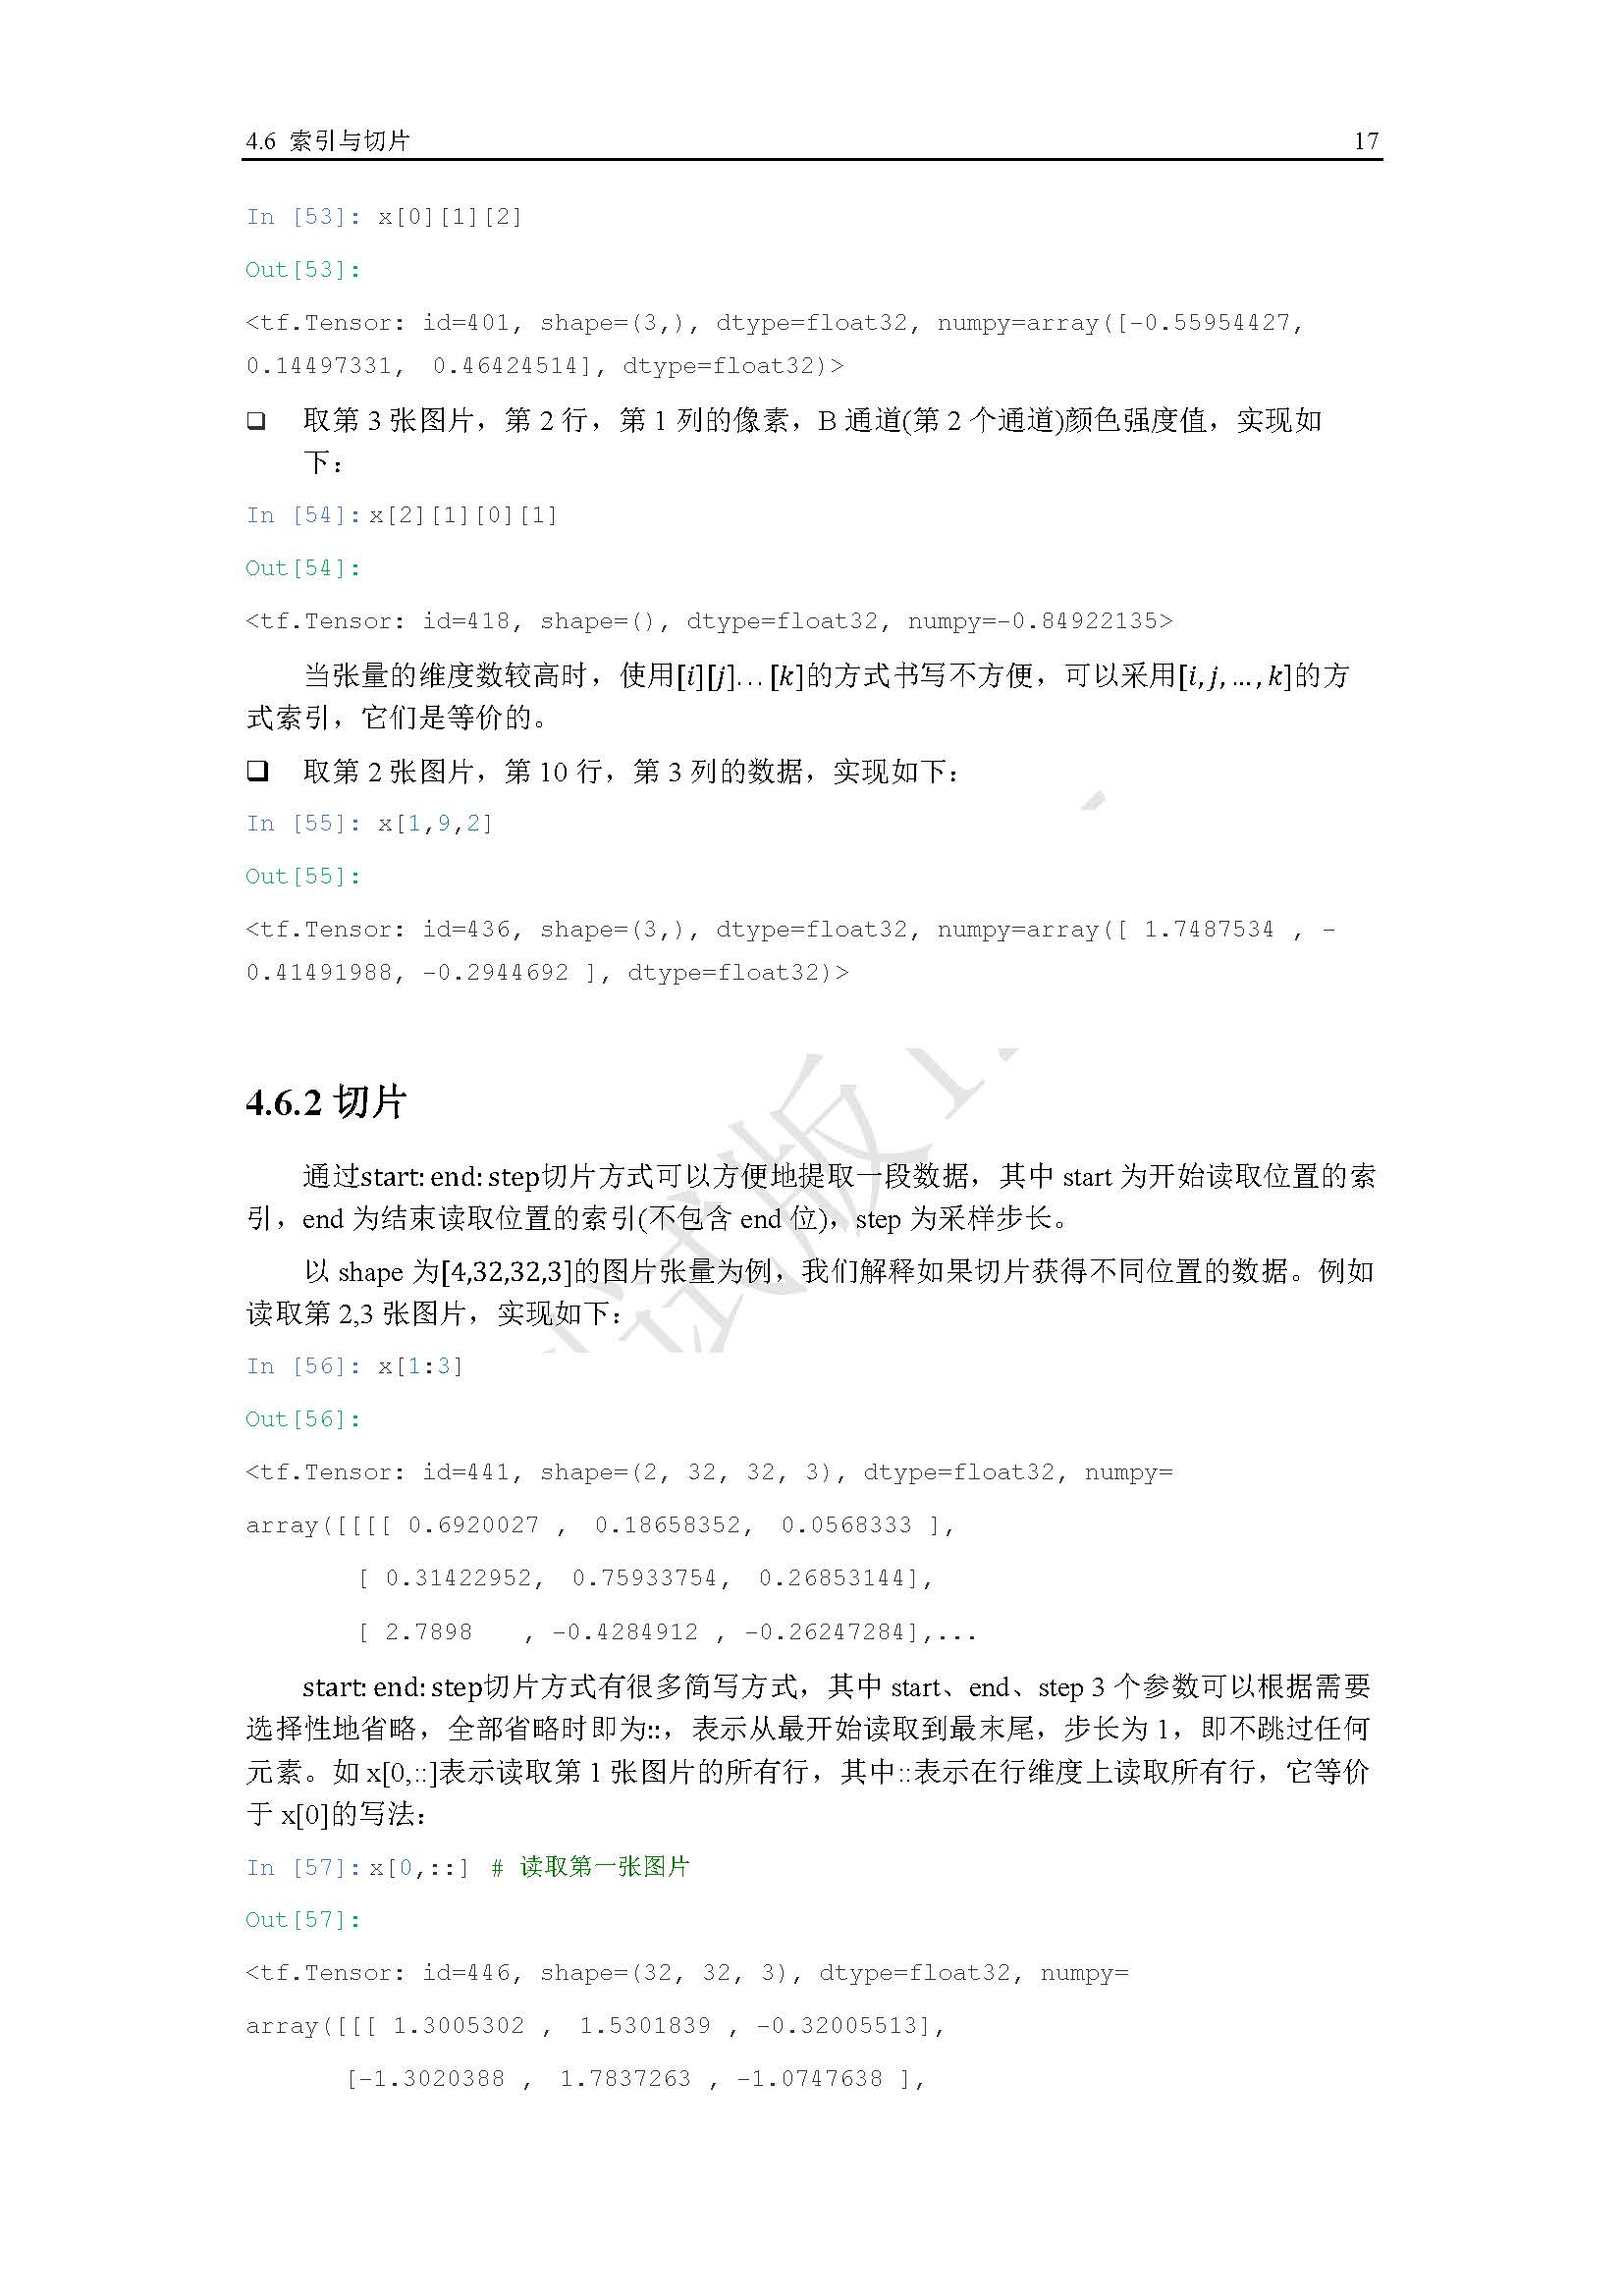 4.6 索引与切片 17
In [53]: x[0][1][2]
Out[53]:
<tf.Tensor: id=401, shape=(3,), dtype=float32, numpy=array([-0.55954427,
0.14497331, 0.46424514], dtype=float32)>
❑ 取第 3 张图片，第 2 行，第 1 列的像素，B 通道(第 2 个通道)颜色强度值，实现如
下：
In [54]: x[2][1][0][1]
Out[54]:
<tf.Tensor: id=418, shape=(), dtype=float32, numpy=-0.84922135>
当张量的维度数较高时，使用[i][j]...[k]的方式书写不方便，可以采用[i, j, ..., k]的方
式索引，它们是等价的。
❑ 取第 2 张图片，第 10 行，第 3 列的数据，实现如下：
In [55]: x[1,9,2]
Out[55]:
<tf.Tensor: id=436, shape=(3,), dtype=float32, numpy=array([ 1.7487534 , -
0.41491988, -0.2944692 ], dtype=float32)>
4.6.2 切片
通过start: end: step切片方式可以方便地提取一段数据，其中 start 为开始读取位置的索
引，end 为结束读取位置的索引(不包含 end 位)，step 为采样步长。
以 shape 为[4,32,32,3]的图片张量为例，我们解释如果切片获得不同位置的数据。例如
读取第 2,3 张图片，实现如下：
In [56]: x[1:3]
Out[56]:
<tf.Tensor: id=441, shape=(2, 32, 32, 3), dtype=float32, numpy=
array([[[[ 0.6920027 , 0.18658352, 0.0568333 ],
[ 0.31422952, 0.75933754, 0.26853144],
[ 2.7898 , -0.4284912 , -0.26247284],...
start: end: step切片方式有很多简写方式，其中 start、end、step 3 个参数可以根据需要
选择性地省略，全部省略时即为::，表示从最开始读取到最末尾，步长为 1，即不跳过任何
元素。如 x[0,::]表示读取第 1 张图片的所有行，其中::表示在行维度上读取所有行，它等价
于 x[0]的写法：
In [57]: x[0,::] # 读取第一张图片
Out[57]:
<tf.Tensor: id=446, shape=(32, 32, 3), dtype=float32, numpy=
array([[[ 1.3005302 , 1.5301839 , -0.32005513],
[-1.3020388 , 1.7837263 , -1.0747638 ],